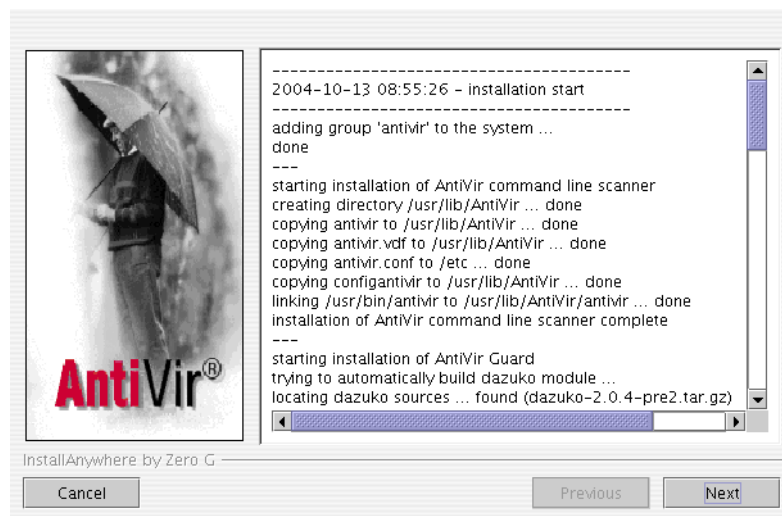 ----------------------------------------
2004-10-13 08:55:26 - installation start
----------------------------------------
adding group 'antivir' to the system ...
done
---
starting installation of AntiVir command line scanner
creating directory /usr/lib/AntiVir ... done
copying antivir to /usr/lib/AntiVir ... done
copying antivir.vdf to /usr/lib/AntiVir ... done
copying antivir.conf to /etc ... done
copying configantivir to /usr/lib/AntiVir ... done
linking /usr/bin/antivir to /usr/lib/AntiVir/antivir ... done
installation of AntiVir command line scanner complete
---
starting installation of AntiVir Guard
trying to automatically build dazuko module ...
locating dazuko sources ... found (dazuko-2.0.4-pre2.tar.gz)
AntiVir®
InstallAnywhere by Zero G
Cancel
Previous
Next